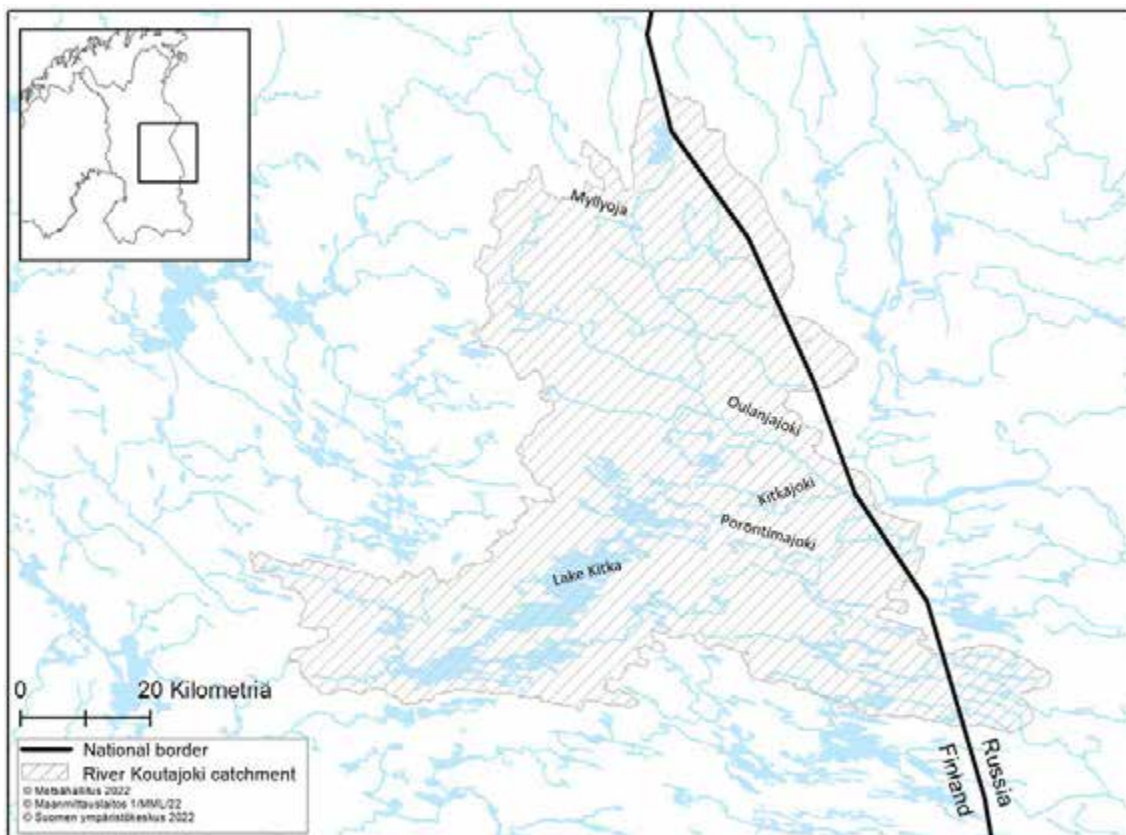 Myllyoja
Oulanjajoki
Kitkajoki
Porontimajoki
Lake Kitka
0 20 Kilometriä
National border
River Koutajoki catchment
© Metsähallitus 2022
© Maanmittauslaitos 1/MML/22
© Suomen ympäristökeskus 2022
Finland
Russia